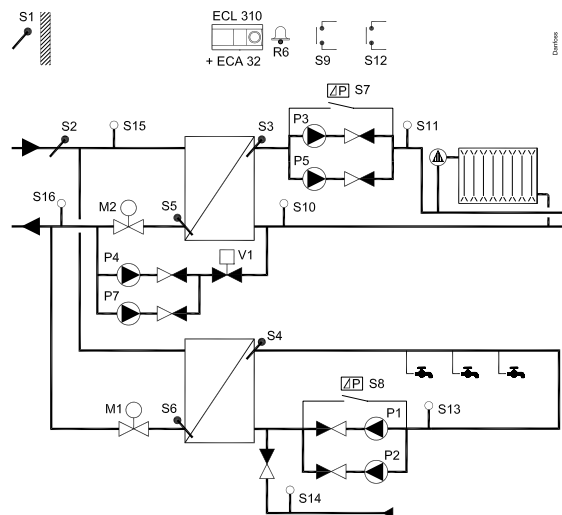 S1
ECL 310
+ ECA 32
R6
S9
S12
Danfoss
P S7
S2
S15
S3
P3
S11
P5
S16
M2
S5
S10
P4
V1
P7
S4
P S8
M1
S6
P1
S13
P2
S14